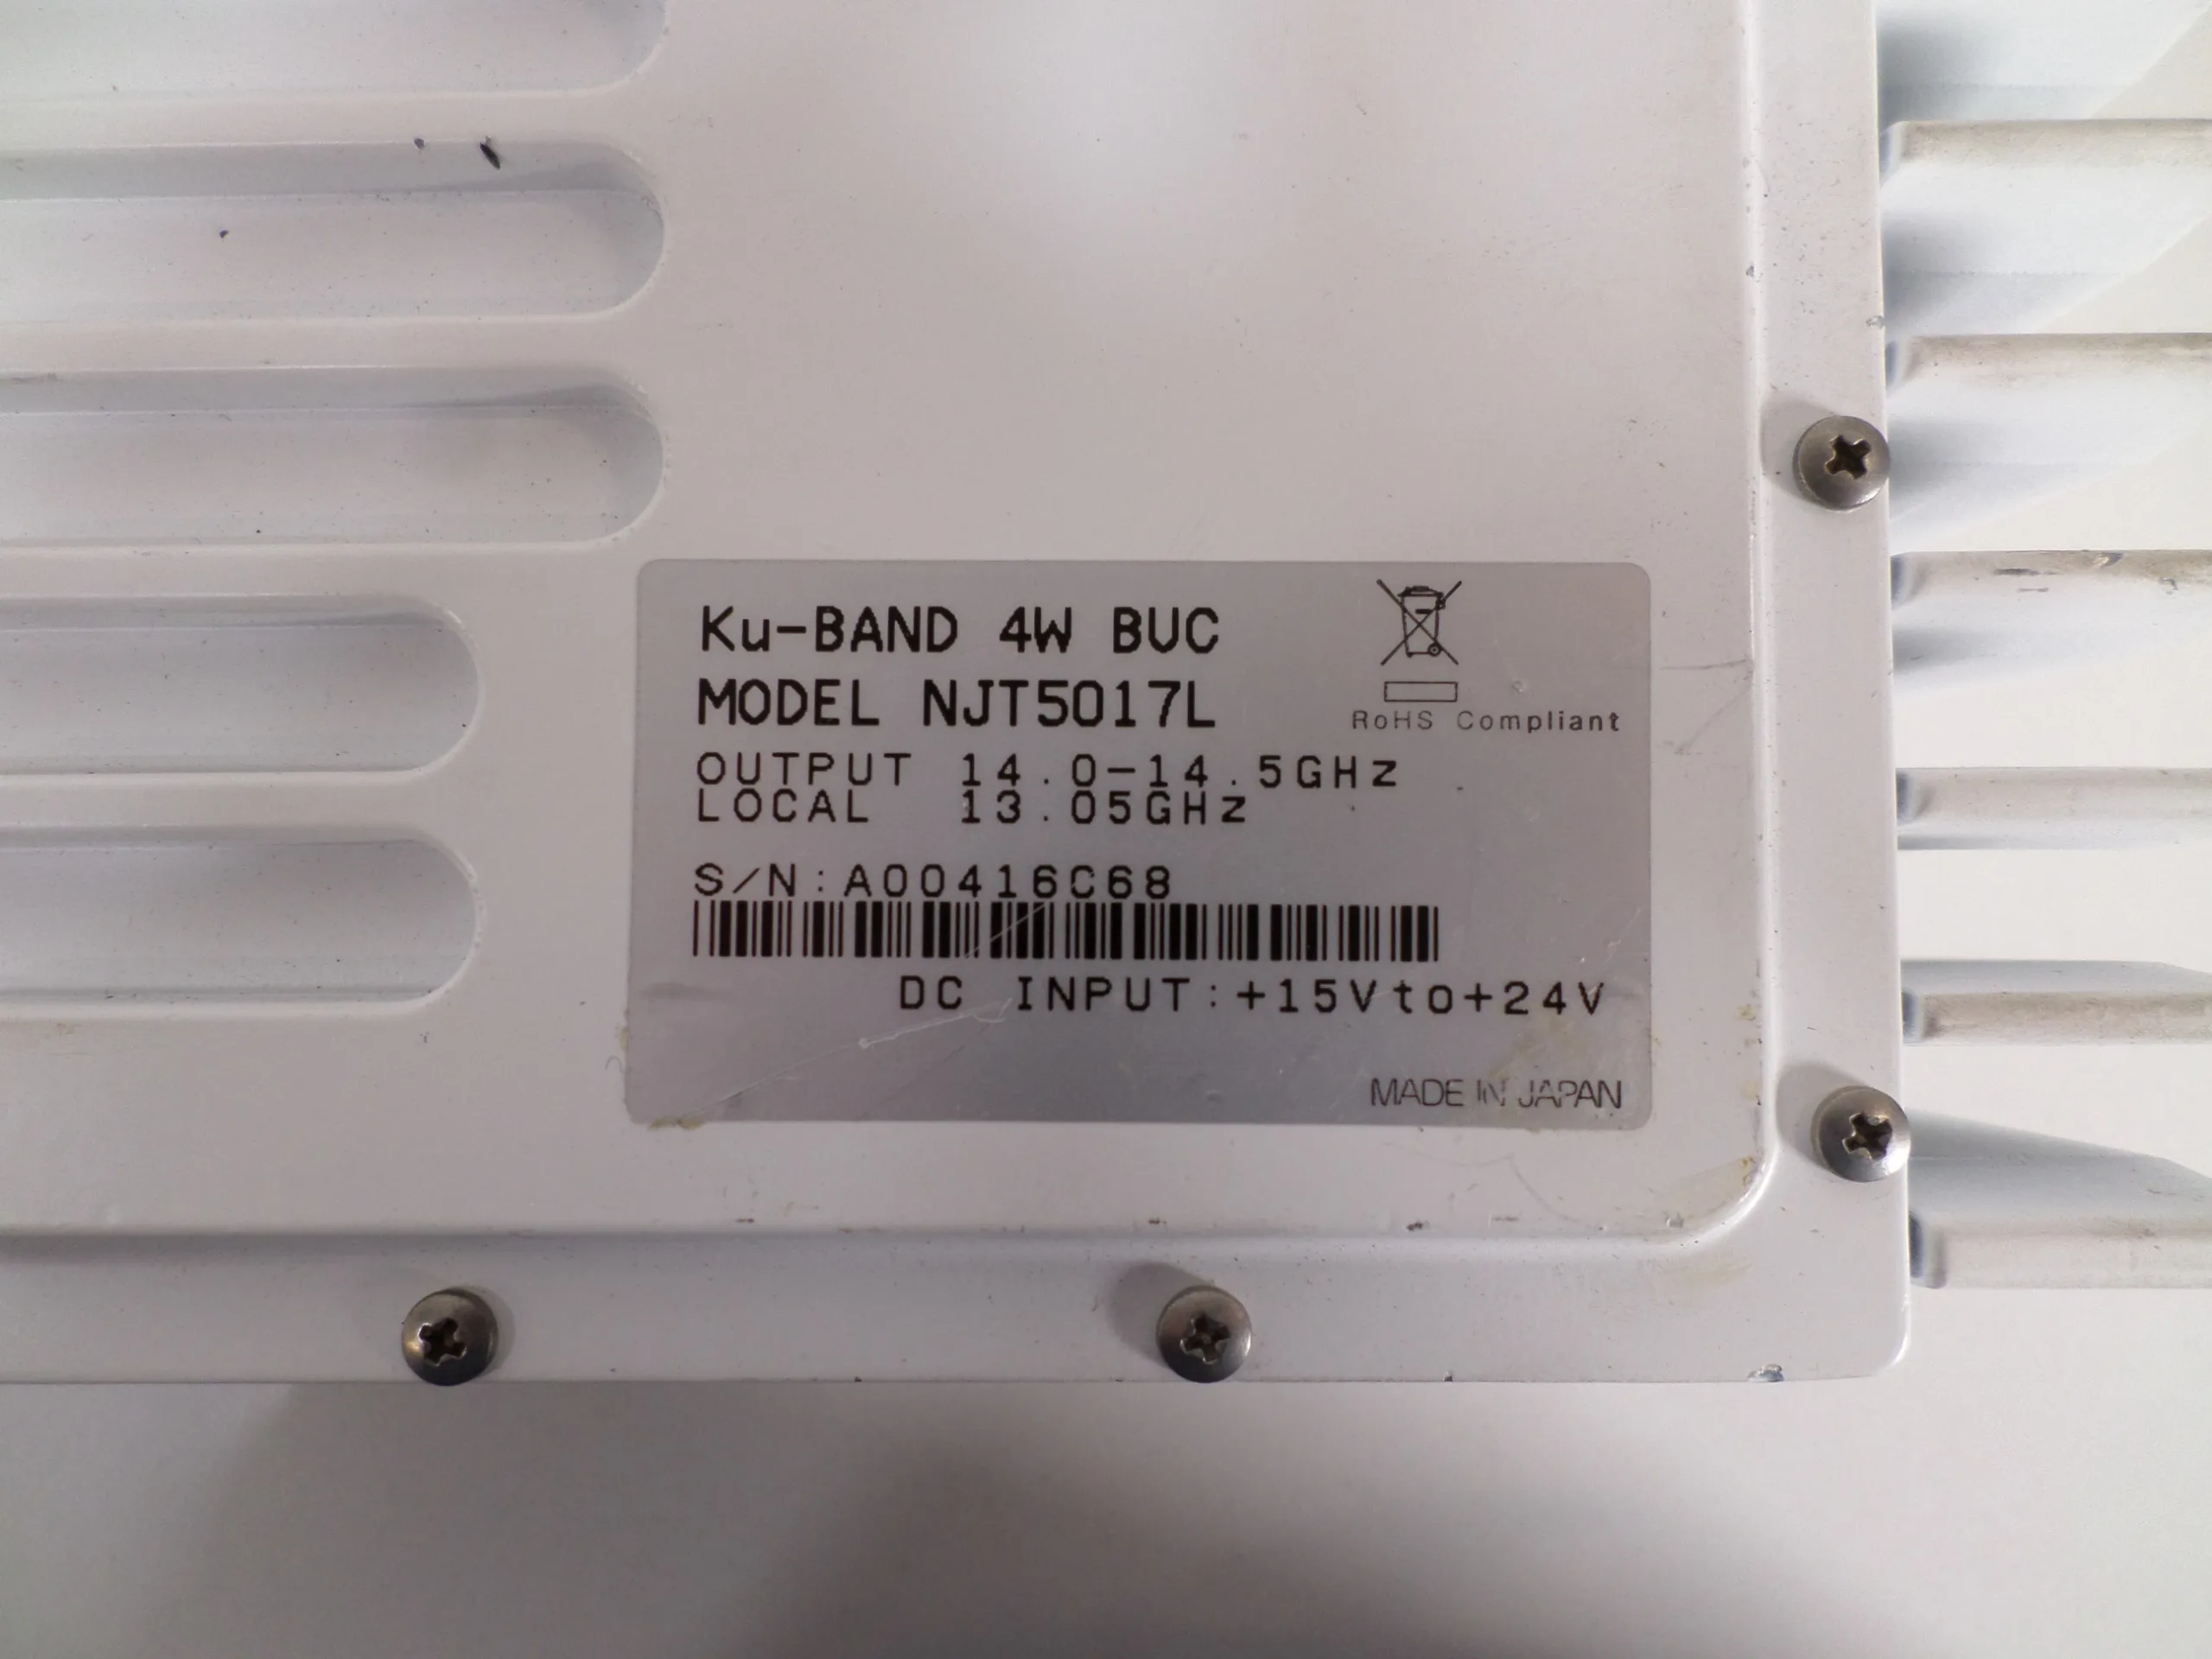 Ku-BAND 4W BUC
MODEL NJT5017L
RoHS Compliant
OUTPUT 14.0-14.5GHz
LOCAL 13.05GHz
S/N:A00416C68
DC INPUT:+15Vto+24V
MADE IN JAPAN